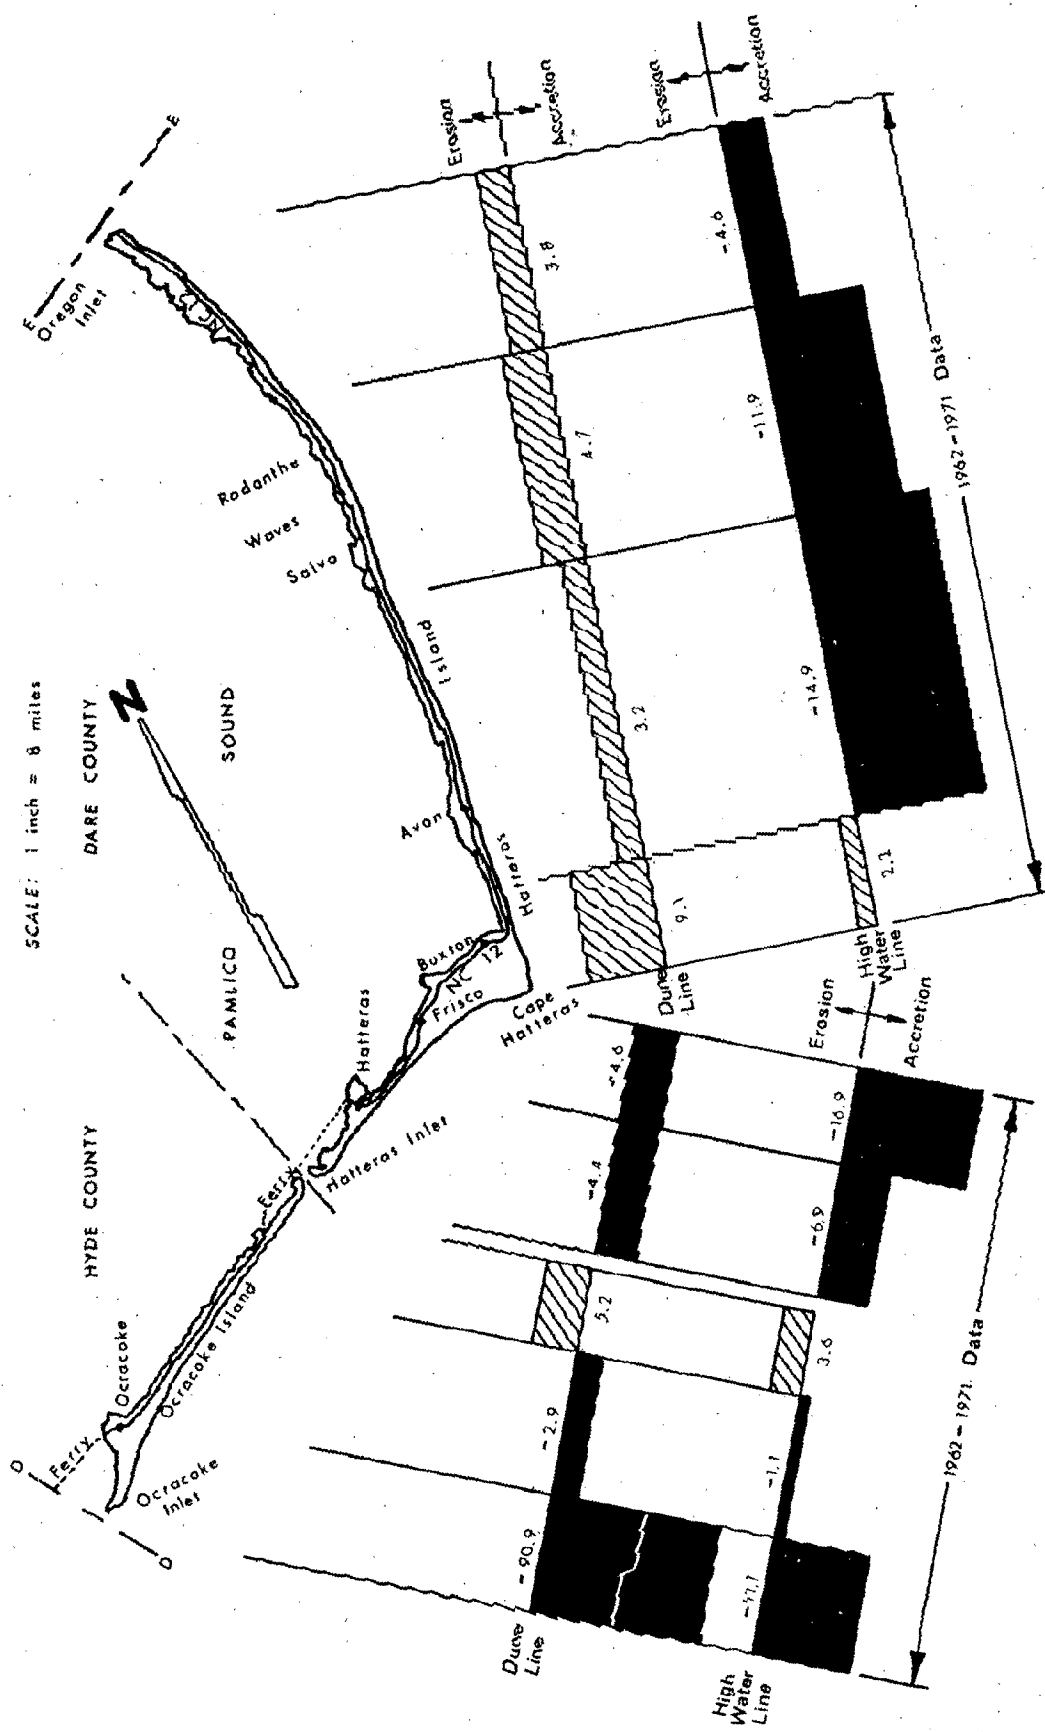 SCALE: 1 inch = 8 miles
HYDE COUNTY
DARE COUNTY
PAMLICO
SOUND
N
D
D
Ferry
Ocracoke
Ocracoke
Inlet
Ocracoke Island
Ferry
Hatteras Inlet
Hatteras
Frisco
NC 12
Buxton
Cape
Hatteras
Hatteras
Island
Avon
Salvo
Waves
Rodanthe
Oregon
Inlet
E
E
Dune
Line
-90.9
-2.9
5.2
-4.4
-4.6
High
Water
Line
-1.1
3.6
-6.9
-16.9
Erosion
Accretion
1962-1971 Data
Dune
Line
9.1
3.2
4.7
3.8
Erosion
Accretion
High
Water
Line
2.2
-14.9
-11.9
-4.6
Erosion
Accretion
1962-1971 Data